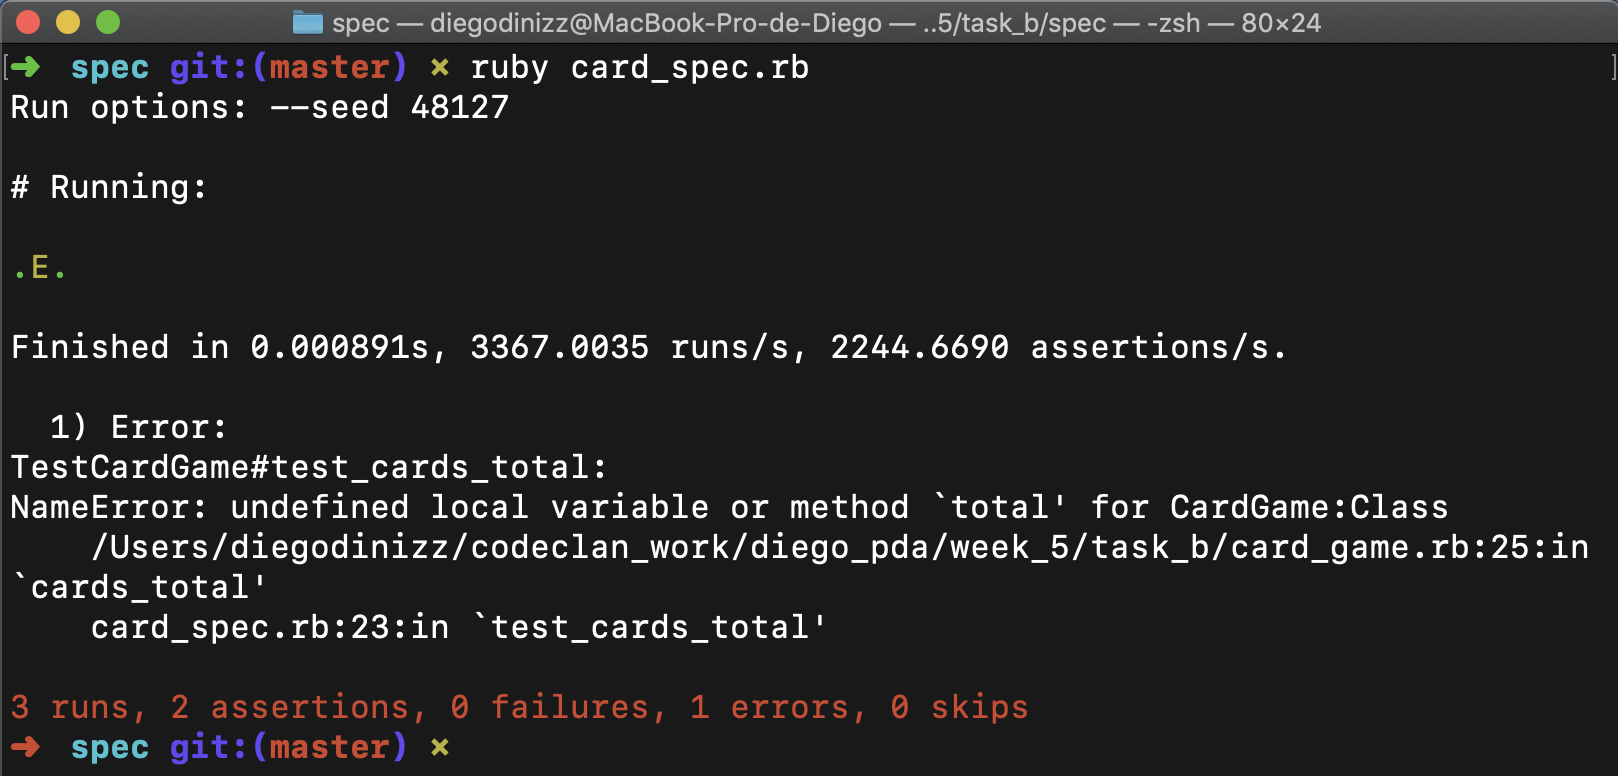 spec — diegodinizz@MacBook-Pro-de-Diego — ..5/task_b/spec — -zsh — 80×24
[➜  spec git:(master) ✗ ruby card_spec.rb ]
Run options: --seed 48127
# Running:
.E.
Finished in 0.000891s, 3367.0035 runs/s, 2244.6690 assertions/s.
  1) Error:
TestCardGame#test_cards_total:
NameError: undefined local variable or method `total' for CardGame:Class
    /Users/diegodinizz/codeclan_work/diego_pda/week_5/task_b/card_game.rb:25:in
`cards_total'
    card_spec.rb:23:in `test_cards_total'
3 runs, 2 assertions, 0 failures, 1 errors, 0 skips
➜  spec git:(master) ✗